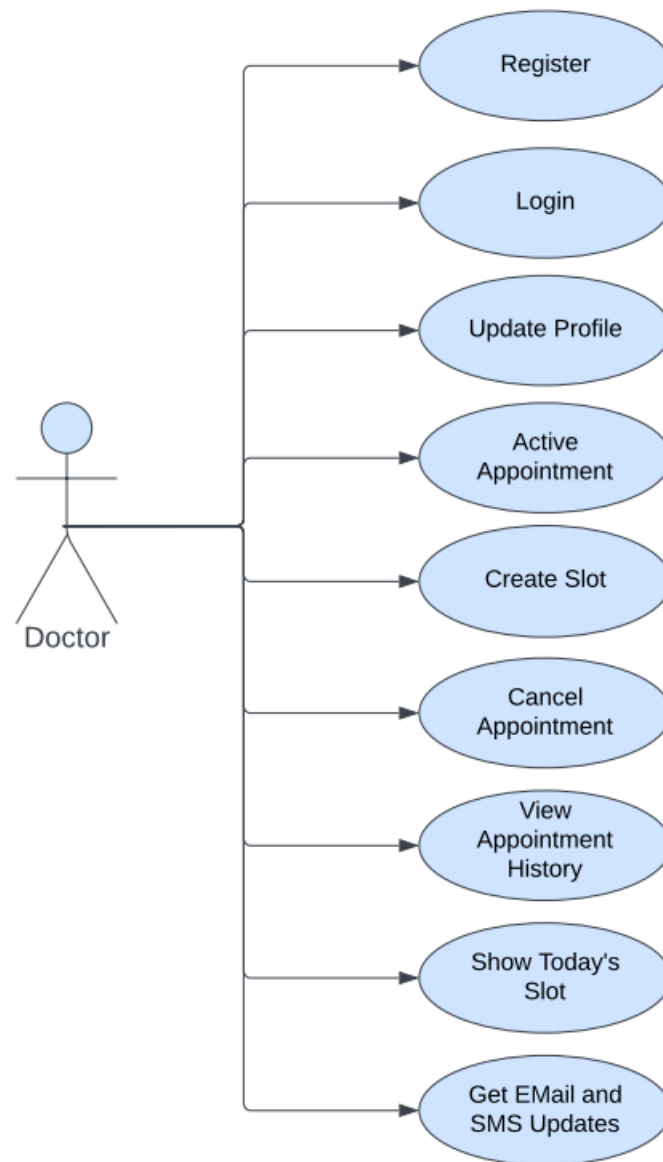 Register
Login
Update Profile
Active
Appointment
Create Slot
Doctor
Cancel
Appointment
View
Appointment
History
Show Today's
Slot
Get EMail and
SMS Updates